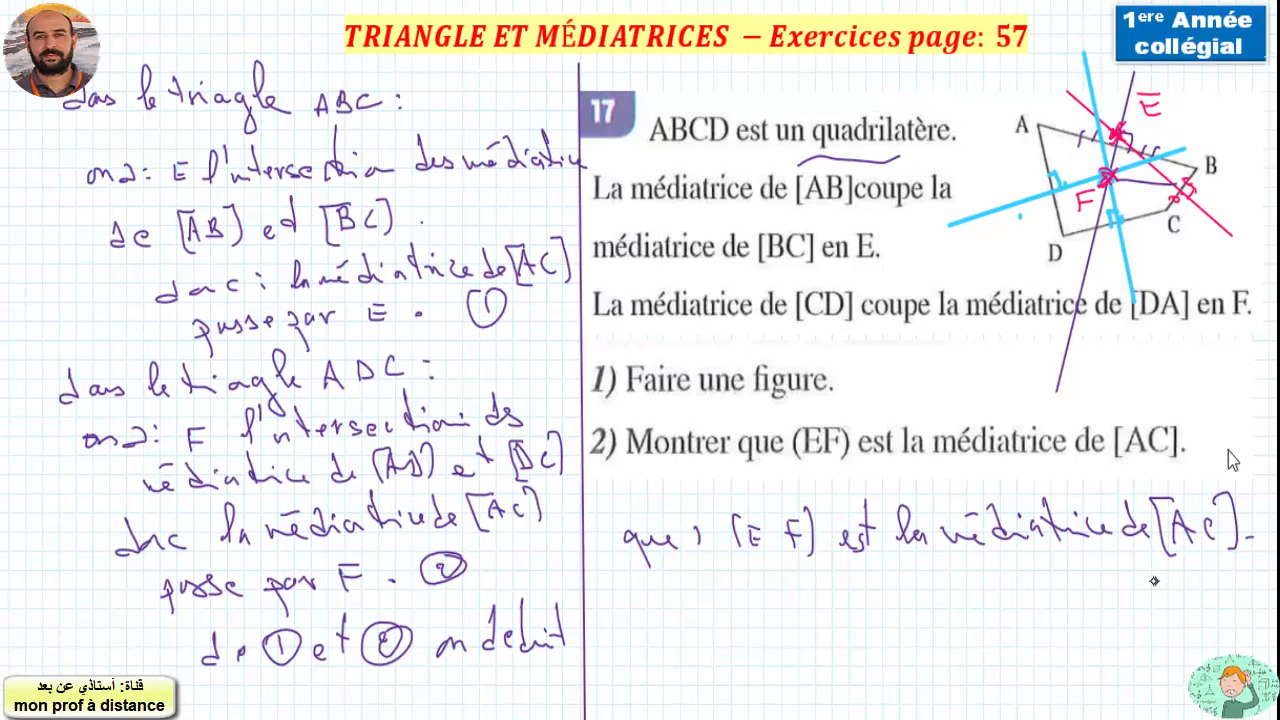 TRIANGLE ET MÉDIATRICES – Exercices page: 57
1ere Année
collégial
dans le triangle ABC :
on a : E l'intersection des médiatrice
de [AB] et [BC] .
donc : la médiatrice de [AC]
passe par E . ①
dans le triangle ADC :
on a : F l'intersection des
médiatrice de [AD] et [DC]
donc la médiatrice de [AC]
passe par F . ②
de ① et ② on déduit
17
ABCD est un quadrilatère.
La médiatrice de [AB]coupe la
médiatrice de [BC] en E.
La médiatrice de [CD] coupe la médiatrice de [DA] en F.
1) Faire une figure.
2) Montrer que (EF) est la médiatrice de [AC].
A
E
B
F
C
D
que, (EF) est la médiatrice de [AC].
قناة: أستاذي عن بعد
mon prof à distance